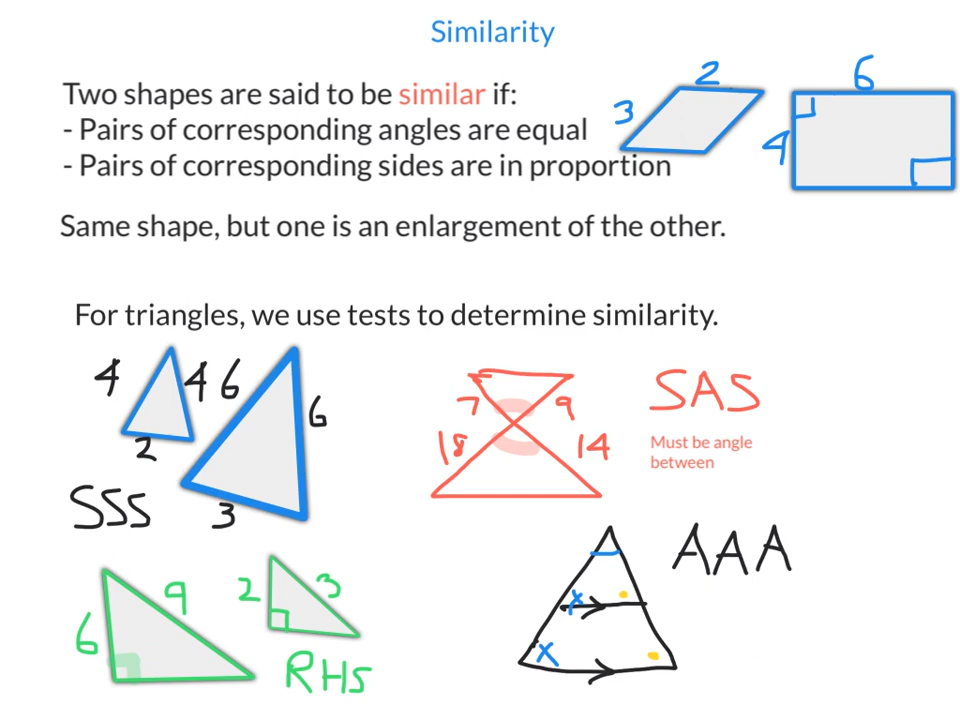 Similarity
Two shapes are said to be similar if:
- Pairs of corresponding angles are equal
- Pairs of corresponding sides are in proportion
2
3
6
4
Same shape, but one is an enlargement of the other.
For triangles, we use tests to determine similarity.
4
4
2
6
6
3
SSS
7
9
18
14
SAS
Must be angle
between
6
9
2
3
RHS
x
x
AAA